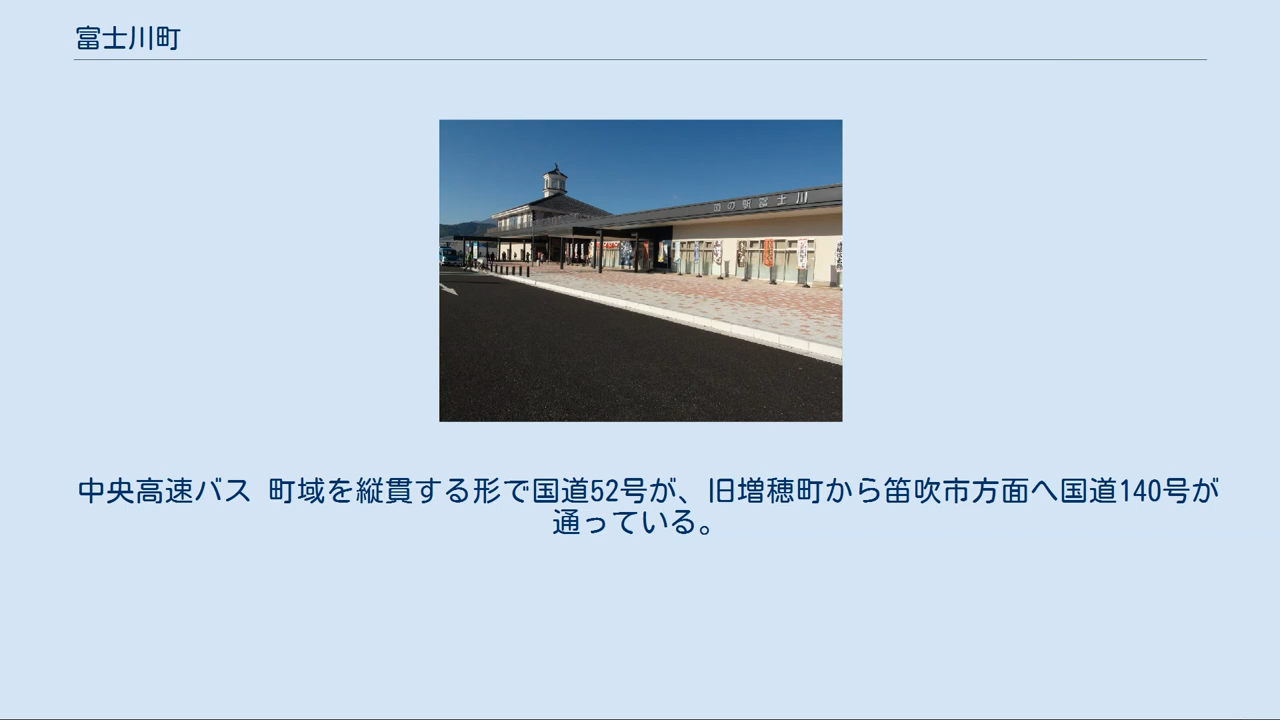 富士川町
道の駅富士川
中央高速バス 町域を縦貫する形で国道52号が、旧増穂町から笛吹市方面へ国道140号が
通っている。